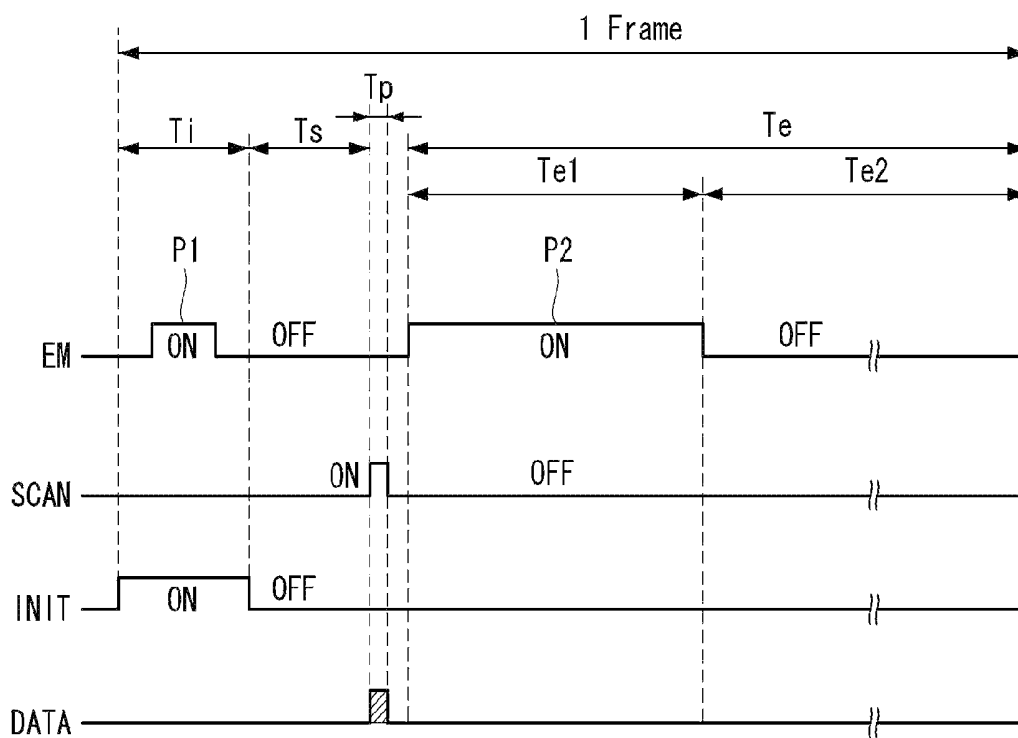 1 Frame
Tp
Ti Ts Te
Te1 Te2
P1 P2
EM ON OFF ON OFF
SCAN ON OFF
INIT ON OFF
DATA